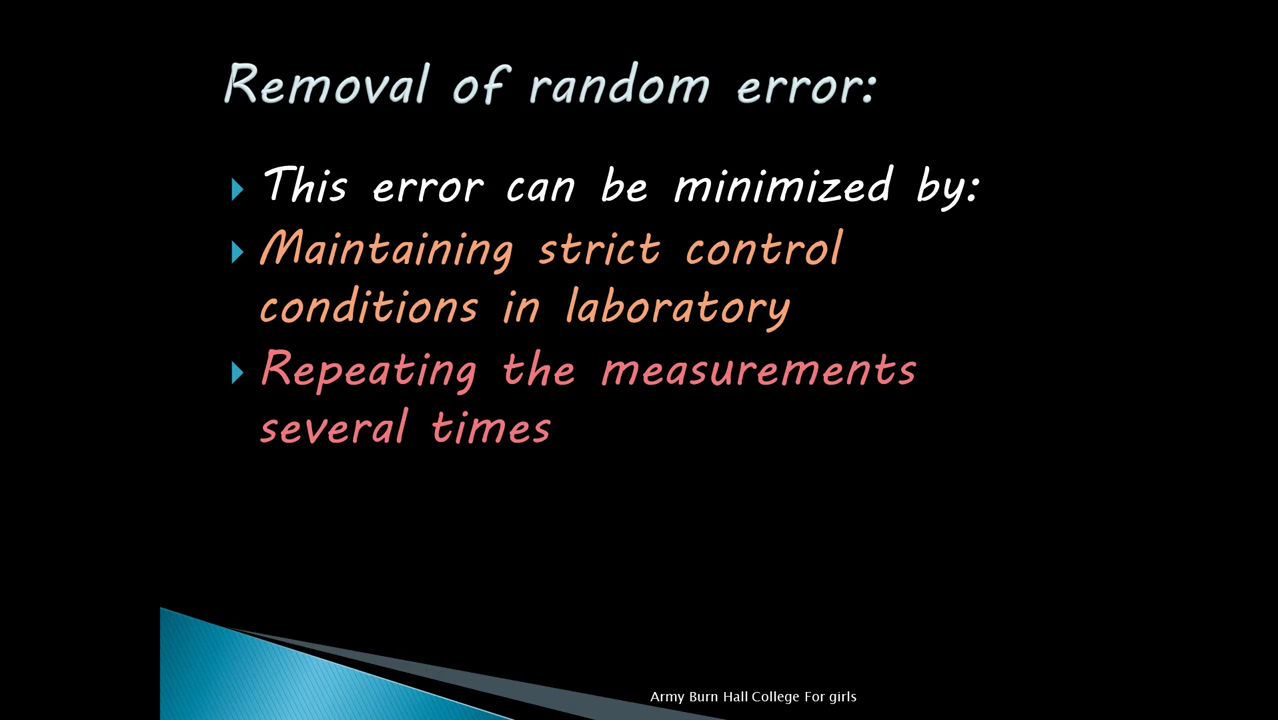 Removal of random error:
This error can be minimized by:
Maintaining strict control
conditions in laboratory
Repeating the measurements
several times
Army Burn Hall College For girls